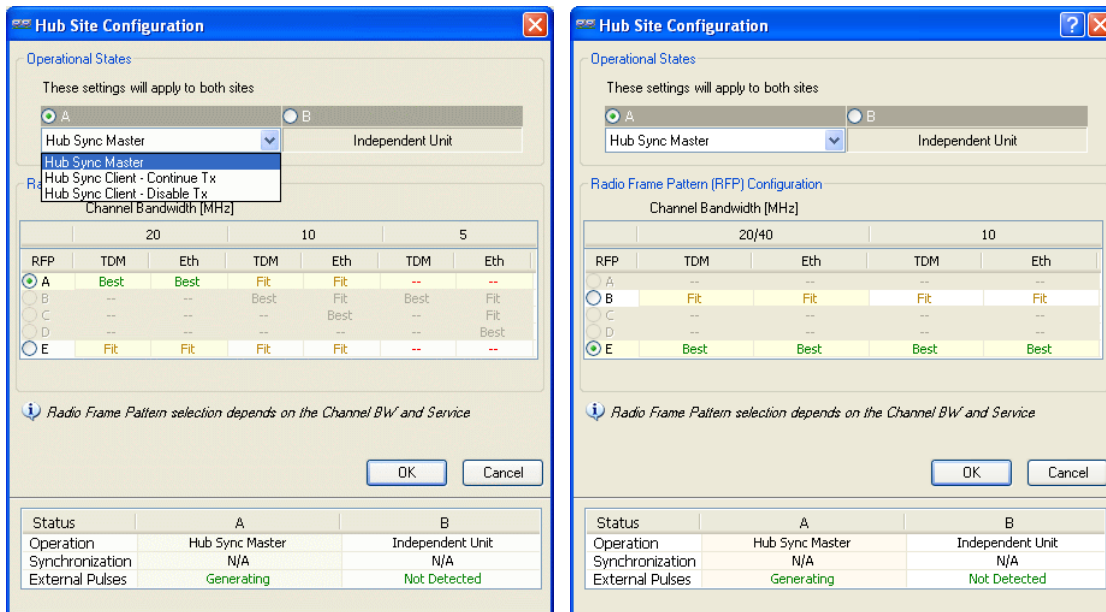 Hub Site Configuration
Operational States
These settings will apply to both sites
A B
Hub Sync Master Independent Unit
Hub Sync Master
Hub Sync Client - Continue Tx
Hub Sync Client - Disable Tx
Ra
Channel Bandwidth [MHz]
20 10 5
RFP TDM Eth TDM Eth TDM Eth
A Best Best Fit Fit -- --
B -- -- Best Fit Best Fit
C -- -- -- Best -- Fit
D -- -- -- -- -- Best
E Fit Fit Fit Fit -- --
Radio Frame Pattern selection depends on the Channel BW and Service
OK Cancel
Status A B
Operation Hub Sync Master Independent Unit
Synchronization N/A N/A
External Pulses Generating Not Detected
Hub Site Configuration
Operational States
These settings will apply to both sites
A B
Hub Sync Master Independent Unit
Radio Frame Pattern (RFP) Configuration
Channel Bandwidth [MHz]
20/40 10
RFP TDM Eth TDM Eth
A -- -- -- --
B Fit Fit Fit Fit
C -- -- -- --
D -- -- -- --
E Best Best Best Best
Radio Frame Pattern selection depends on the Channel BW and Service
OK Cancel
Status A B
Operation Hub Sync Master Independent Unit
Synchronization N/A N/A
External Pulses Generating Not Detected